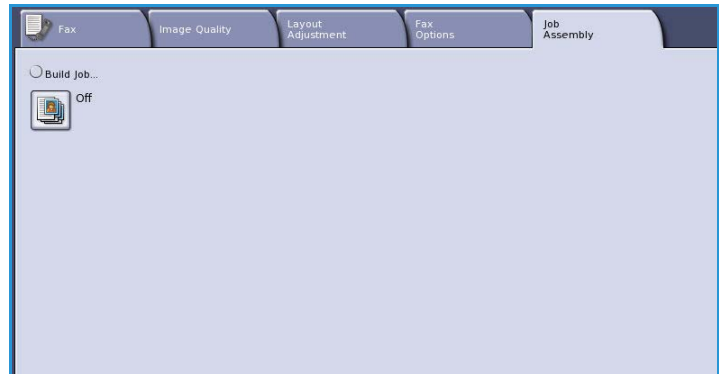 Fax
Image Quality
Layout
Adjustment
Fax
Options
Job
Assembly
Build Job...
Off